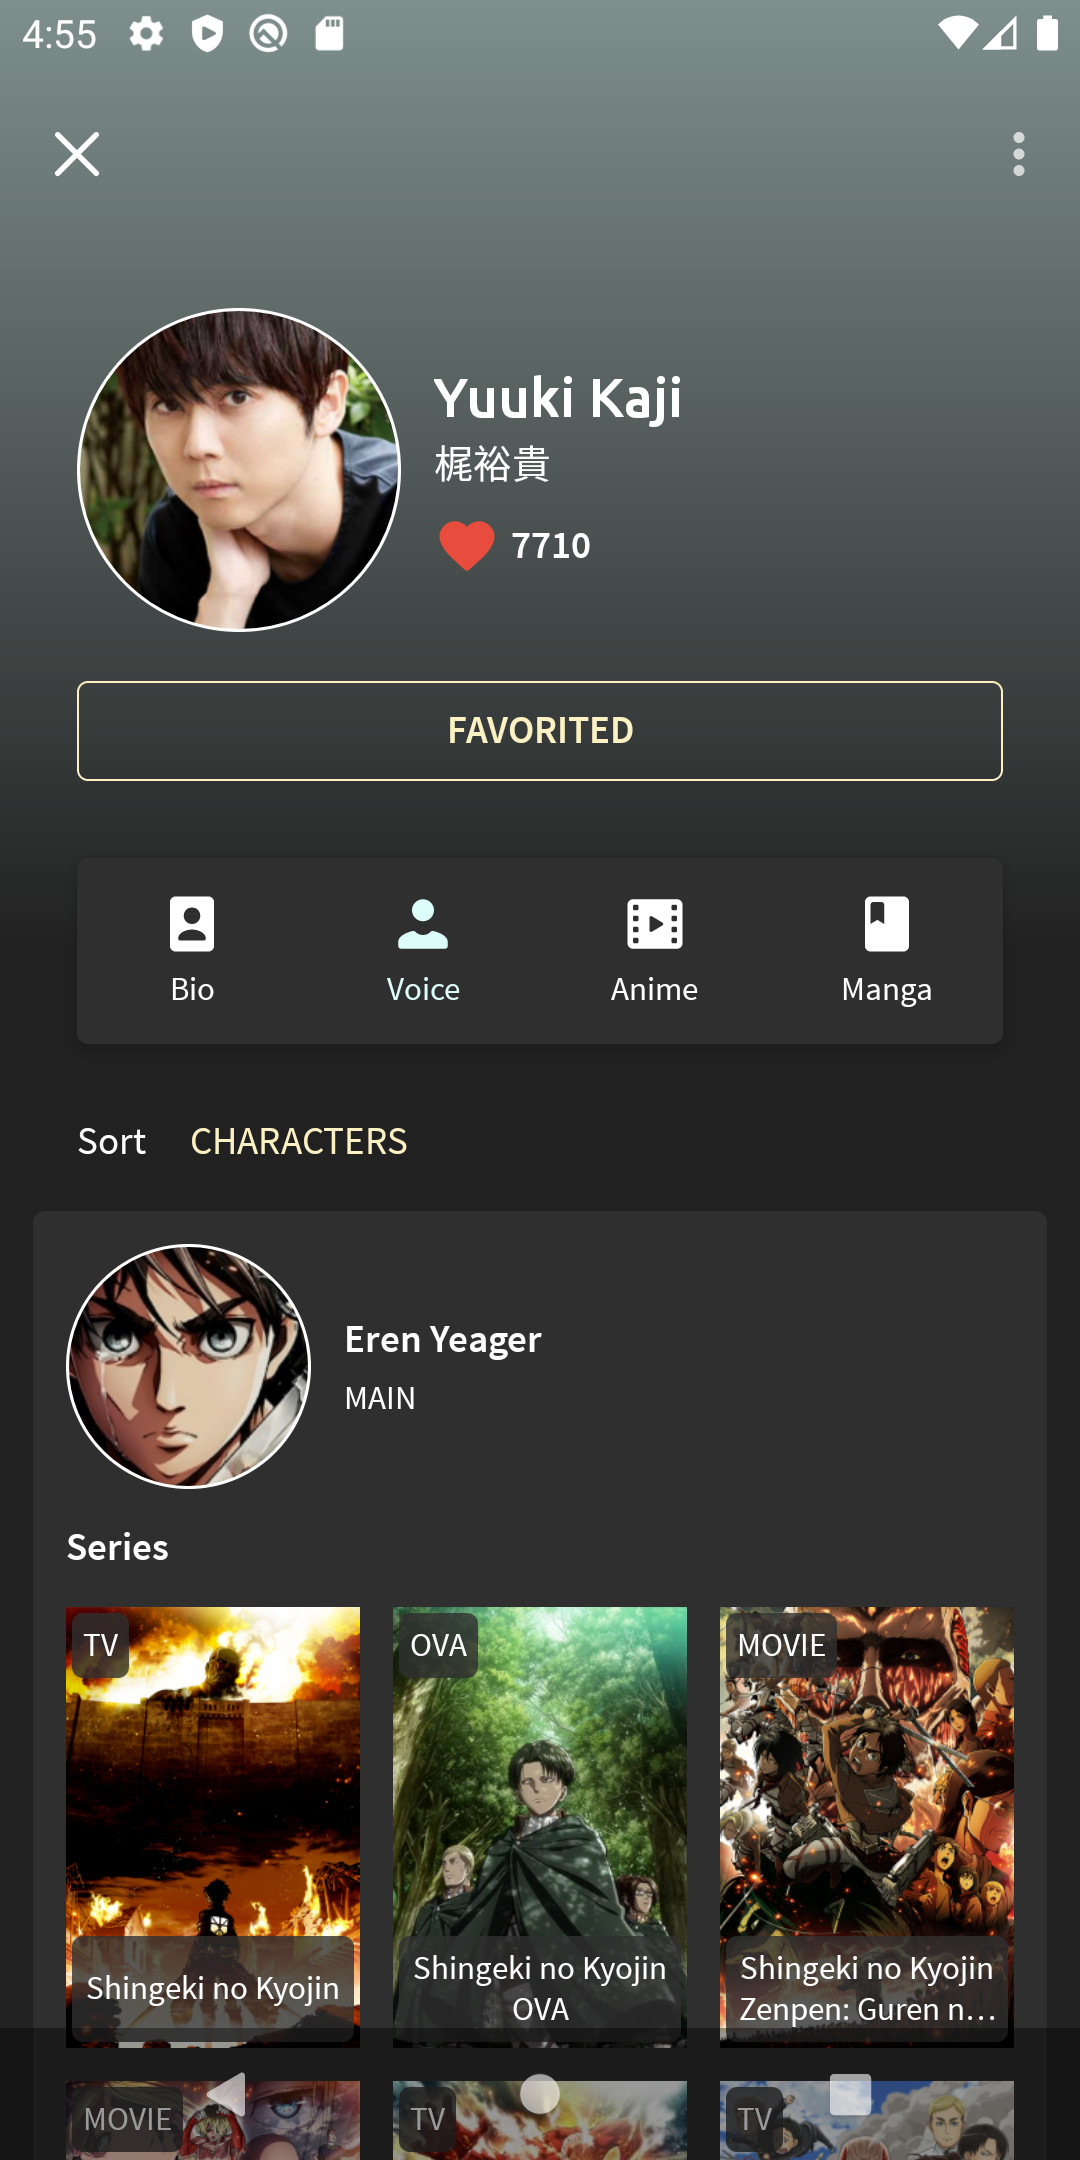 4:55
Yuuki Kaji
梶裕貴
7710
FAVORITED
Bio
Voice
Anime
Manga
Sort
CHARACTERS
Eren Yeager
MAIN
Series
TV
OVA
MOVIE
Shingeki no Kyojin
Shingeki no Kyojin
OVA
Shingeki no Kyojin
Zenpen: Guren n…
MOVIE
TV
TV